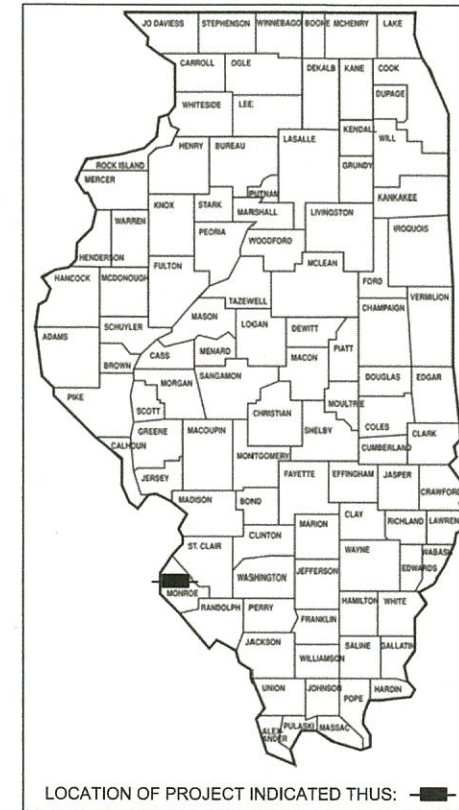 JO DAVIESS STEPHENSON WINNEBAGO BOONE MCHENRY LAKE
CARROLL OGLE DEKALB KANE COOK
DUPAGE
WHITESIDE LEE
KENDALL WILL
HENRY BUREAU LASALLE
GRUNDY
ROCK ISLAND
MERCER PUTNAM KANKAKEE
KNOX STARK MARSHALL LIVINGSTON
WARREN PEORIA IROQUOIS
WOODFORD
HENDERSON FULTON MCLEAN
HANCOCK MCDONOUGH FORD
TAZEWELL CHAMPAIGN VERMILION
MASON LOGAN
ADAMS SCHUYLER DEWITT
CASS MENARD MACON PIATT
BROWN SANGAMON DOUGLAS EDGAR
PIKE MORGAN
SCOTT CHRISTIAN MOULTRIE
GREENE MACOUPIN SHELBY COLES CLARK
CALHOUN CUMBERLAND
MONTGOMERY
JERSEY FAYETTE EFFINGHAM JASPER
CRAWFORD
MADISON BOND
MARION CLAY RICHLAND LAWREN
CLINTON
ST. CLAIR WAYNE WABASH
JEFFERSON EDWARDS
WASHINGTON
MONROE
RANDOLPH PERRY HAMILTON WHITE
FRANKLIN
JACKSON SALINE GALLATIN
WILLIAMSON
UNION JOHNSON POPE HARDIN
ALEX-
ANDER PULASKI MASSAC
LOCATION OF PROJECT INDICATED THUS: